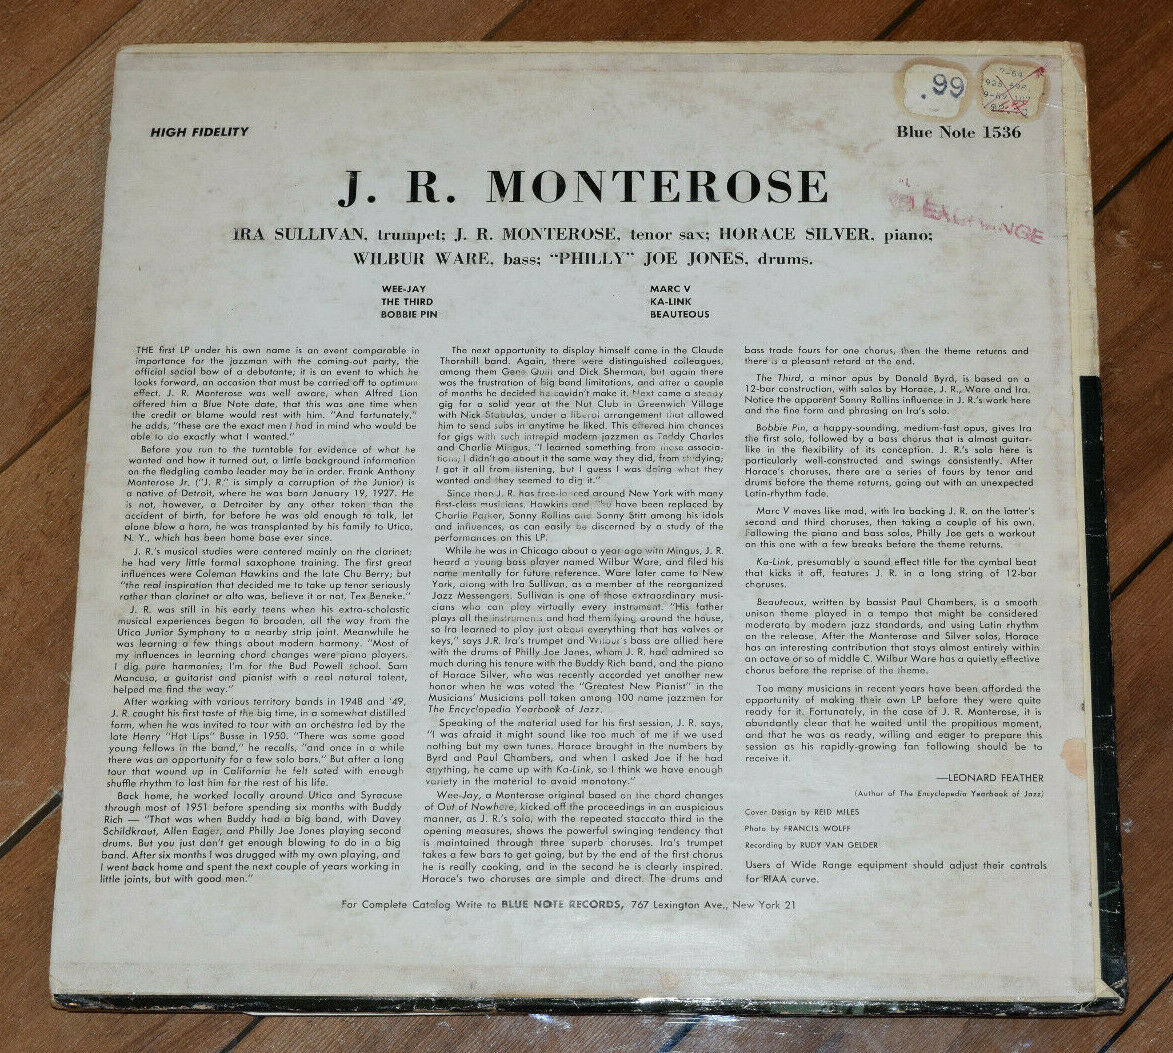 .99
HIGH FIDELITY
Blue Note 1536
J. R. MONTEROSE
EXCHANGE
IRA SULLIVAN, trumpet; J. R. MONTEROSE, tenor sax; HORACE SILVER, piano;
WILBUR WARE, bass; “PHILLY” JOE JONES, drums.
WEE-JAY
THE THIRD
BOBBIE PIN
MARC V
KA-LINK
BEAUTEOUS
THE first LP under his own name is an event comparable in
importance for the jazzman with the coming-out party, the
official social bow of a debutante; it is an event to which he
looks forward, an occasion that must be carried off to optimum
effect. J. R. Monterose was well aware, when Alfred Lion
offered him a Blue Note date, that this was one time when
the credit or blame would rest with him. "And fortunately,"
he adds, "these are the exact men I had in mind who would be
able to do exactly what I wanted."
Before you run to the turntable for evidence of what he
wanted and how it turned out, a little background information
on the fledgling combo leader may be in order. Frank Anthony
Monterose Jr. ("J. R." is simply a corruption of the Junior) is
a native of Detroit, where he was born January 19, 1927. He
is not, however, a Detroiter by any other token than the
accident of birth, for before he was old enough to talk, let
alone blow a horn, he was transplanted by his family to Utica,
N. Y., which has been home base ever since.
J. R.'s musical studies were centered mainly on the clarinet;
he had very little formal saxophone training. The first great
influences were Coleman Hawkins and the late Chu Berry; but
"the real inspiration that decided me to take up tenor seriously
rather than clarinet or alto was, believe it or not, Tex Beneke."
J. R. was still in his early teens when his extra-scholastic
musical experiences began to broaden, all the way from the
Utica Junior Symphony to a nearby strip joint. Meanwhile he
was learning a few things about modern harmony. "Most of
my influences in learning chord changes were piano players.
I dig pure harmonies; I'm for the Bud Powell school. Sam
Mancuso, a guitarist and pianist with a real natural talent,
helped me find the way."
After working with various territory bands in 1948 and '49,
J. R. caught his first taste of the big time, in a somewhat distilled
form, when he was invited to tour with an orchestra led by the
late Henry "Hot Lips" Busse in 1950. "There was some good
young fellows in the band," he recalls, "and once in a while
there was an opportunity for a few solo bars." But after a long
tour that wound up in California he felt sated with enough
shuffle rhythm to last him for the rest of his life.
Back home, he worked locally around Utica and Syracuse
through most of 1951 before spending six months with Buddy
Rich — "That was when Buddy had a big band, with Davey
Schildkraut, Allen Eager, and Philly Joe Jones playing second
drums. But you just don't get enough blowing to do in a big
band. After six months I was drugged with my own playing, and
I went back home and spent the next couple of years working in
little joints, but with good men."
The next opportunity to display himself came in the Claude
Thornhill band. Again, there were distinguished colleagues,
among them Gene Quill and Dick Sherman, but again there
was the frustration of big band limitations, and after a couple
of months he decided he couldn't make it. Next came a steady
gig for a solid year at the Nut Club in Greenwich Village
with Nick Stabulas, under a liberal arrangement that allowed
him to send subs in anytime he liked. This offered him chances
for gigs with such intrepid modern jazzmen as Teddy Charles
and Charlie Mingus. "I learned something from these associa-
tions; I didn't go about it the same way they did, from studying;
I got it all from listening, but I guess I was doing what they
wanted and they seemed to dig it."
Since then J. R. has free-lanced around New York with many
first-class musicians. Hawkins and Chu have been replaced by
Charlie Parker, Sonny Rollins and Sonny Stitt among his idols
and influences, as can easily be discerned by a study of the
performances on this LP.
While he was in Chicago about a year ago with Mingus, J. R.
heard a young bass player named Wilbur Ware, and filed his
name mentally for future reference. Ware later came to New
York, along with Ira Sullivan, as a member of the reorganized
Jazz Messengers. Sullivan is one of those extraordinary musi-
cians who can play virtually every instrument. "His father
plays all the instruments and had them lying around the house,
so Ira learned to play just about everything that has valves or
keys," says J.R. Ira's trumpet and Wilbur's bass are allied here
with the drums of Philly Joe Jones, whom J. R. had admired so
much during his tenure with the Buddy Rich band, and the piano
of Horace Silver, who was recently accorded yet another new
honor when he was voted the "Greatest New Pianist" in the
Musicians' Musicians poll taken among 100 name jazzmen for
The Encyclopedia Yearbook of Jazz.
Speaking of the material used for his first session, J. R. says,
"I was afraid it might sound like too much of me if we used
nothing but my own tunes. Horace brought in the numbers by
Byrd and Paul Chambers, and when I asked Joe if he had
anything, he came up with Ka-Link, so I think we have enough
variety in the material to avoid monotony."
Wee-Jay, a Monterose original based on the chord changes
of Out of Nowhere, kicked off the proceedings in an auspicious
manner, as J. R.'s solo, with the repeated staccato third in the
opening measures, shows the powerful swinging tendency that
is maintained through three superb choruses. Ira's trumpet
takes a few bars to get going, but by the end of the first chorus
he is really cooking, and in the second he is clearly inspired.
Horace's two choruses are simple and direct. The drums and
bass trade fours for one chorus, then the theme returns and
there is a pleasant retard at the end.
The Third, a minor opus by Donald Byrd, is based on a
12-bar construction, with solos by Horace, J. R., Ware and Ira.
Notice the apparent Sonny Rollins influence in J. R.'s work here
and the fine form and phrasing on Ira's solo.
Bobbie Pin, a happy-sounding, medium-fast opus, gives Ira
the first solo, followed by a bass chorus that is almost guitar-
like in the flexibility of its conception. J. R.'s solo here is
particularly well-constructed and swings consistently. After
Horace's choruses, there are a series of fours by tenor and
drums before the theme returns, going out with an unexpected
Latin-rhythm fade.
Marc V moves like mad, with Ira backing J. R. on the latter's
second and third choruses, then taking a couple of his own.
Following the piano and bass solos, Philly Joe gets a workout
on this one with a few breaks before the theme returns.
Ka-Link, presumably a sound effect title for the cymbal beat
that kicks it off, features J. R. in a long string of 12-bar
choruses.
Beauteous, written by bassist Paul Chambers, is a smooth
unison theme played in a tempo that might be considered
moderato by modern jazz standards, and using Latin rhythm
on the release. After the Monterose and Silver solos, Horace
has an interesting contribution that stays almost entirely within
an octave or so of middle C. Wilbur Ware has a quietly effective
chorus before the reprise of the theme.
Too many musicians in recent years have been afforded the
opportunity of making their own LP before they were quite
ready for it. Fortunately, in the case of J. R. Monterose, it is
abundantly clear that he waited until the propitious moment,
and that he was as ready, willing and eager to prepare this
session as his rapidly-growing fan following should be to
receive it.
—LEONARD FEATHER
(Author of The Encyclopedia Yearbook of Jazz)
Cover Design by REID MILES
Photo by FRANCIS WOLFF
Recording by RUDY VAN GELDER
Users of Wide Range equipment should adjust their controls
for RIAA curve.
For Complete Catalog Write to BLUE NOTE RECORDS, 767 Lexington Ave., New York 21